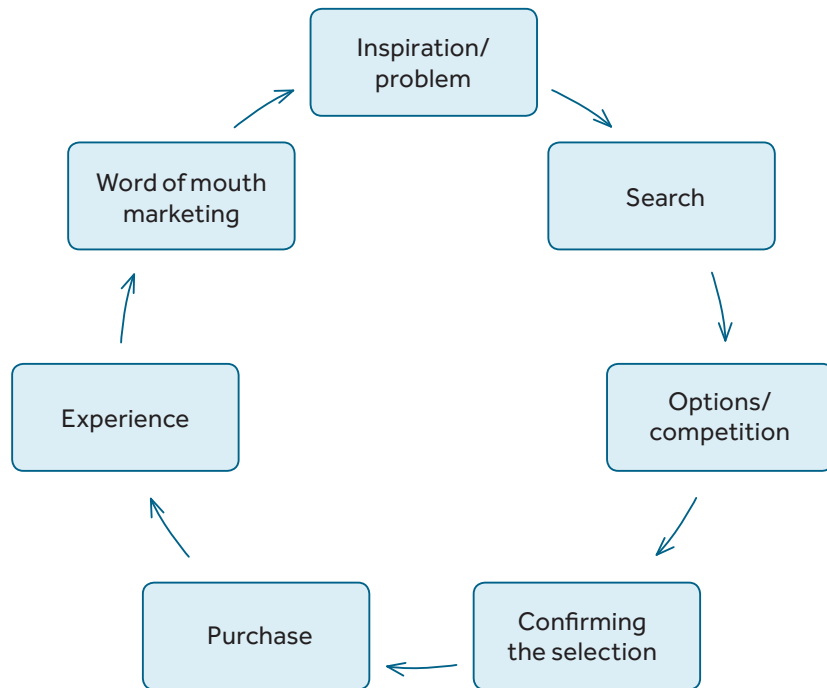 Inspiration/
problem
Search
Options/
competition
Confirming
the selection
Purchase
Experience
Word of mouth
marketing